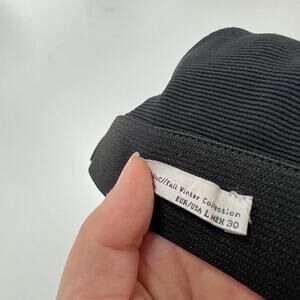 Fall Winter Collection
EUR/USA L MEX 30